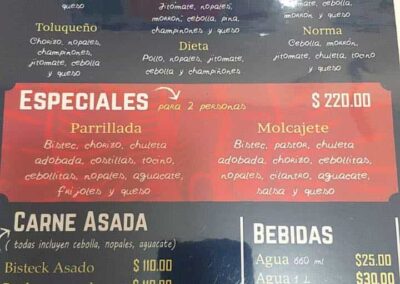 queso
jitomate, nopales,
morrón, cebolla, piña,
champiñones
y queso
y queso
Toluqueño
Chorizo, nopales,
champiñones,
jitomate, cebolla
y queso
Dieta
Pollo, nopales, jitomate,
cebolla y champiñones
Norma
Cebolla, morrón,
jitomate, chuleta, tocino
y queso
ESPECIALES para 2 personas $ 220.00
Parrillada
Bistec, chorizo, chuleta
adobada, costillas, tocino,
cebollitas, nopales, aguacate,
frijoles y queso
Molcajete
Bistec, pastor, chuleta
adobada, chorizo, cebollitas,
nopales, cilantro, aguacate,
salsa y queso
CARNE ASADA
( todas incluyen cebolla, nopales, aguacate)
Bisteck Asado $ 110.00
BEBIDAS
Agua 660 ml $25.00
Agua 1 L $30.00